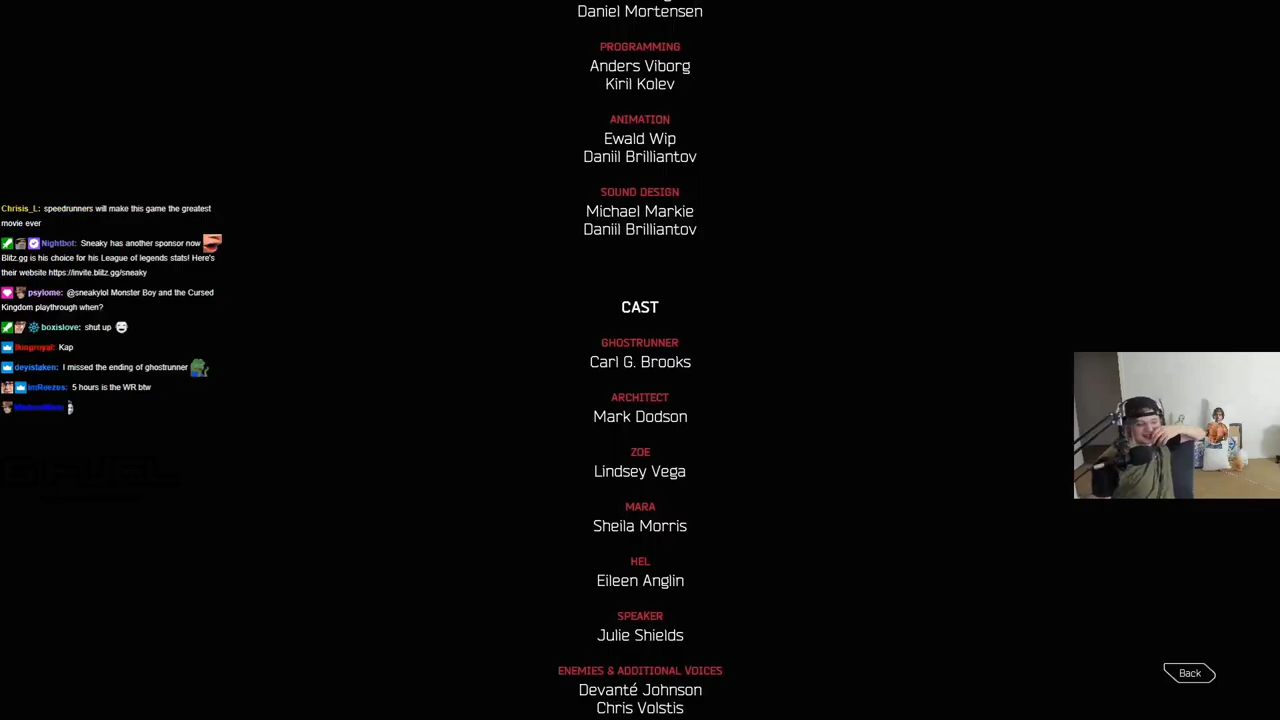 Daniel Mortensen
PROGRAMMING
Anders Viborg
Kiril Kolev
ANIMATION
Ewald Wip
Daniil Brilliantov
SOUND DESIGN
Michael Markie
Daniil Brilliantov
CAST
GHOSTRUNNER
Carl G. Brooks
ARCHITECT
Mark Dodson
ZOE
Lindsey Vega
MARA
Sheila Morris
HEL
Eileen Anglin
SPEAKER
Julie Shields
ENEMIES & ADDITIONAL VOICES
Devanté Johnson
Chris Volstis
Chrisis_L: speedrunners will make this game the greatest
movie ever
Nightbot: Sneaky has another sponsor now
Blitz.gg is his choice for his League of legends stats! Here's
their website https://invite.blitz.gg/sneaky
psylome: @sneakylol Monster Boy and the Cursed
Kingdom playthrough when?
boxislove: shut up
Kap
deyistaken: I missed the ending of ghostrunner
imReezes: 5 hours is the WR btw
Back